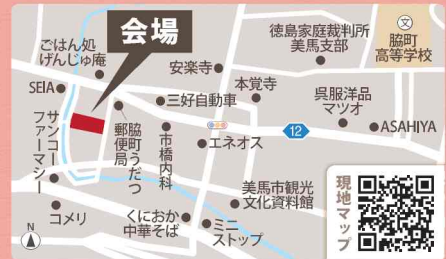 会場
徳島家庭裁判所
美馬支部
文
脇町
高等学校
ごはん処
げんじゅ庵
安楽寺
本覚寺
SEIA
三好自動車
呉服洋品
マツオ
サンコー
ファーマシー
脇町うだつ
郵便局
市橋内科
エネオス
12
ASAHIYA
美馬市観光
文化資料館
コメリ
くにおか
中華そば
ミニ
ストップ
現地マップ
N